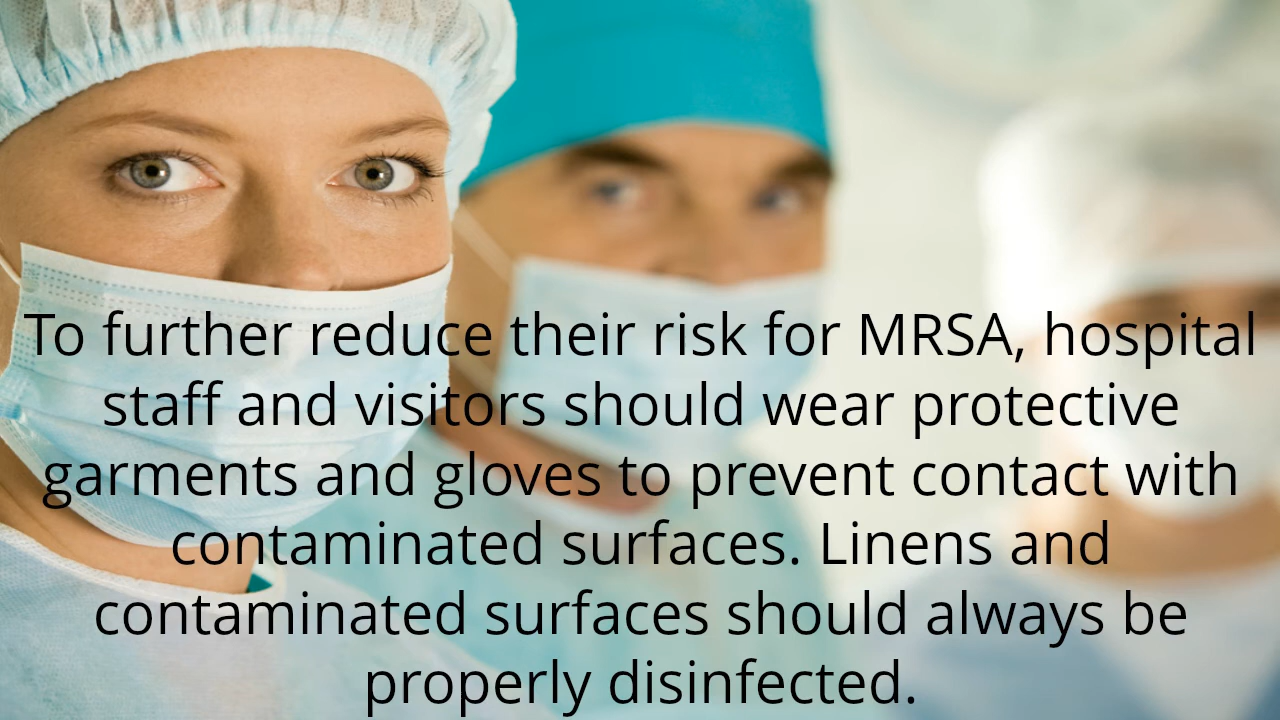 To further reduce their risk for MRSA, hospital
staff and visitors should wear protective
garments and gloves to prevent contact with
contaminated surfaces. Linens and
contaminated surfaces should always be
properly disinfected.